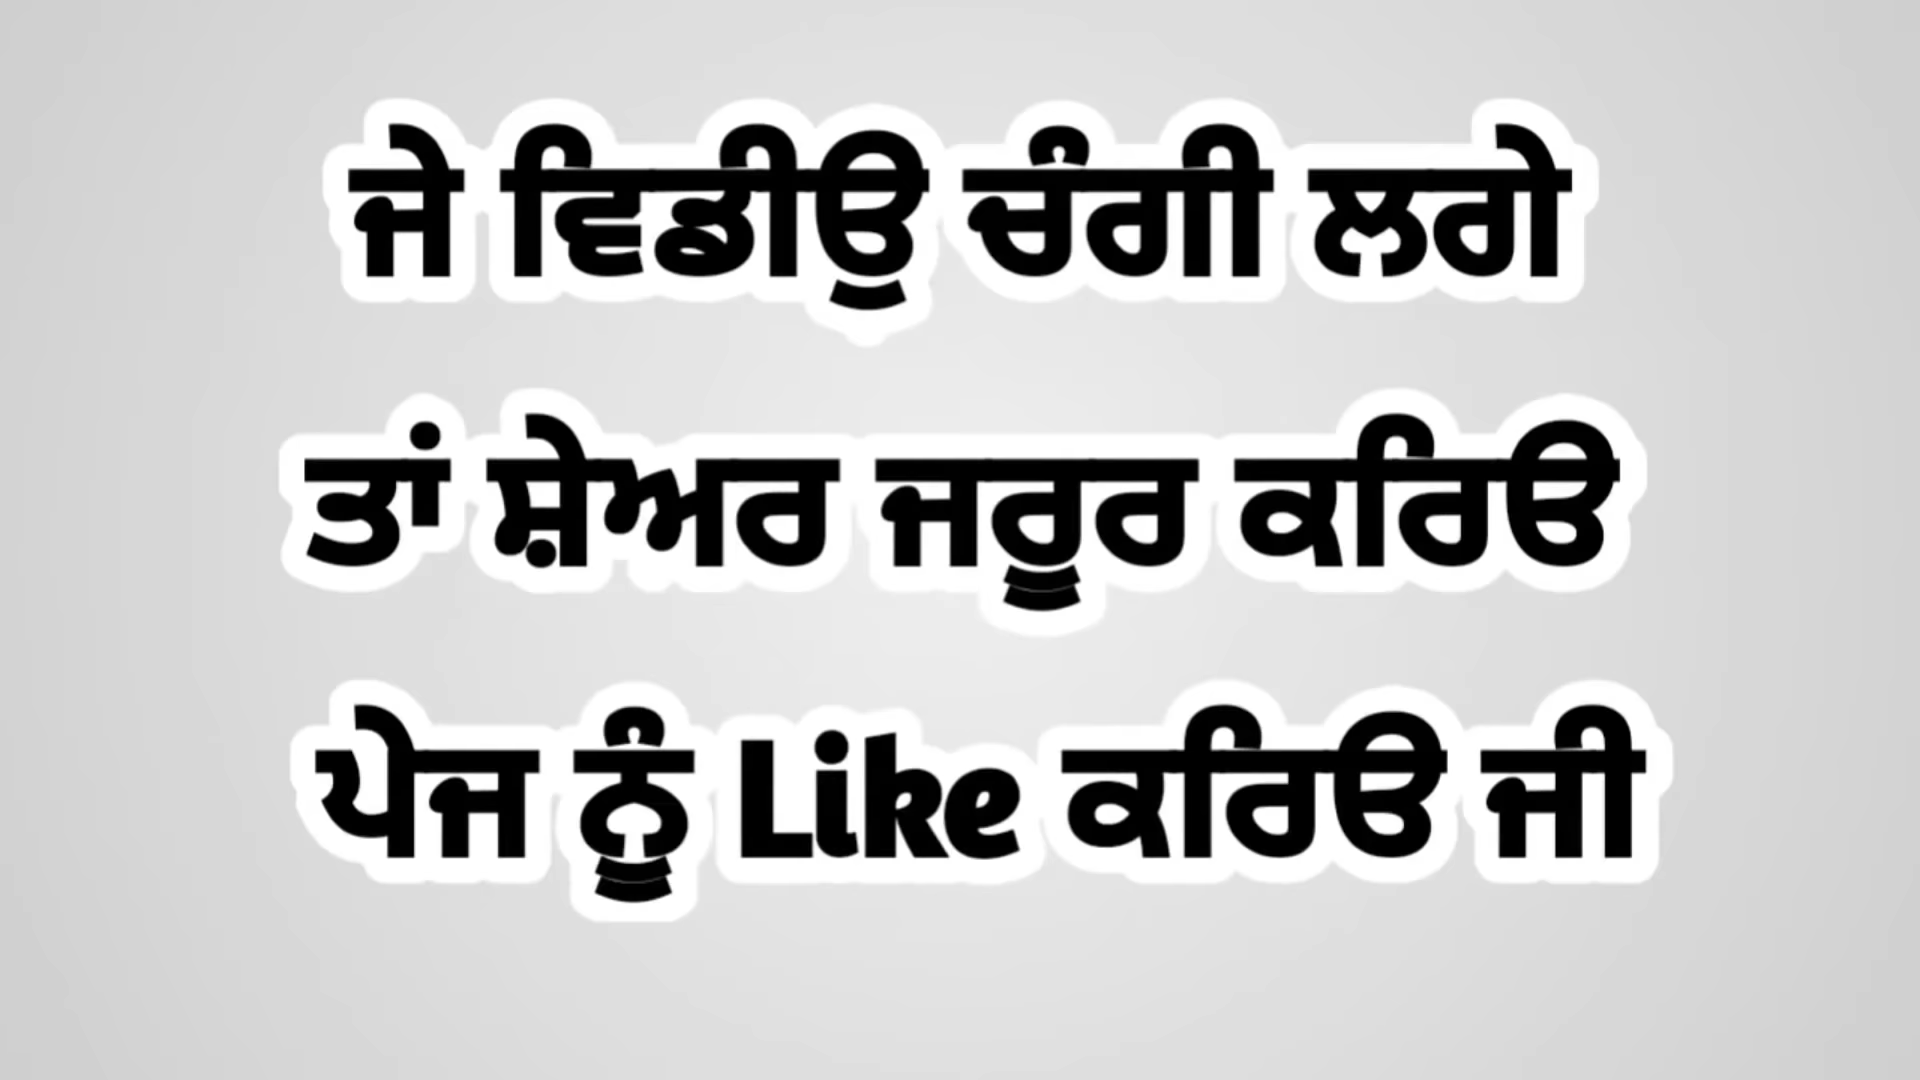 ਜੇ ਵਿਡੀਉ ਚੰਗੀ ਲਗੇ
ਤਾਂ ਸ਼ੇਅਰ ਜਰੂਰ ਕਰਿਓ
ਪੇਜ ਨੂੰ Like ਕਰਿਓ ਜੀ